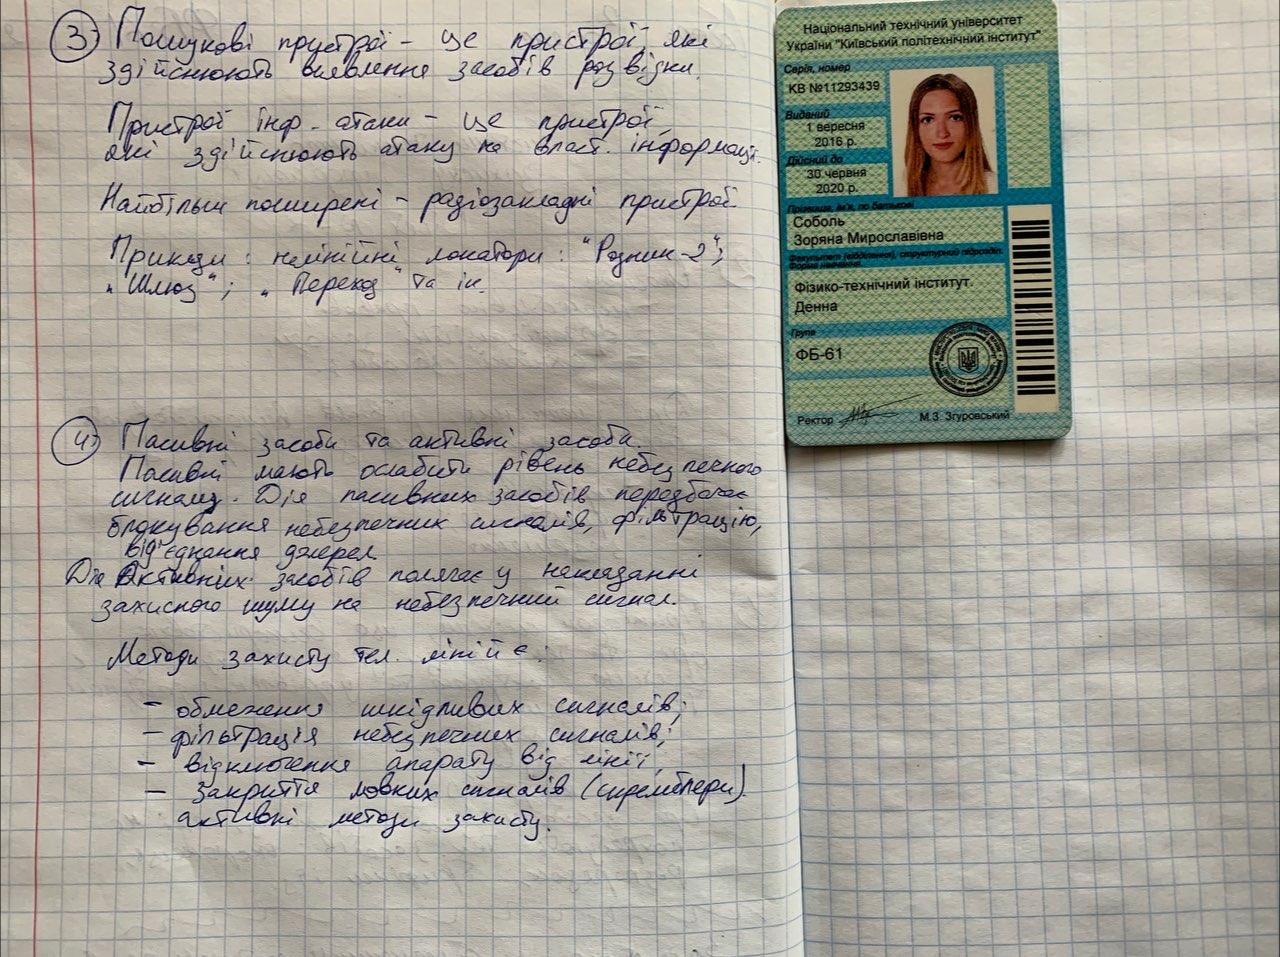 3) Пошукові пристрої – це пристрої, які
здійснюють виявлення засобів розвідки.
Пристрої інф. атаки – це пристрої,
які здійснюють атаку на власт. інформації.
Найбільш поширені – радіозакладні пристрої.
Приклади: нелінійні локатори: "Родник-2";
"Шлюз"; "Переход" та ін.
4) Пасивні засоби та активні засоби.
Пасивні мають ослабити рівень небезпечного
сигналу. Дія пасивних засобів передбачає
блокування небезпечних сигналів, фільтрацію,
від'єднання джерел.
Дія активних засобів полягає у накладанні
захисного шуму на небезпечний сигнал.
Методи захисту тел. ліній є:
– обмеження шкідливих сигналів;
– фільтрація небезпечних сигналів;
– відключення апарату від лінії;
– закриття мовних сигналів (скремблери).
активні методи захисту.
Національний технічний університет
України "Київський політехнічний інститут"
Серія, номер
КВ №11293439
Виданий
1 вересня
2016 р.
Дійсний до
30 червня
2020 р.
Прізвище, ім'я, по батькові
Соболь
Зоряна Мирославівна
Факультет (відділення), структурний підрозділ.
Форма навчання
Фізико-технічний інститут.
Денна
Група
ФБ-61
Ректор М.З. Згуровський